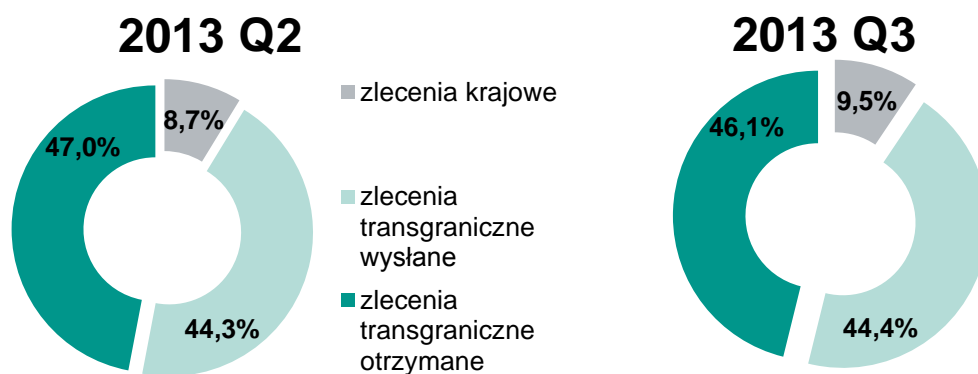 2013 Q2
8,7%
47,0%
44,3%
zlecenia krajowe
zlecenia
transgraniczne
wysłane
zlecenia
transgraniczne
otrzymane
2013 Q3
9,5%
46,1%
44,4%